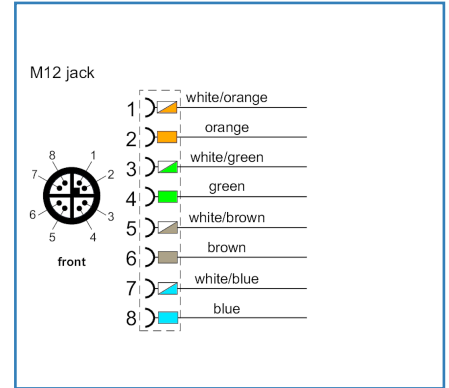 M12 jack
1 white/orange
2 orange
3 white/green
4 green
5 white/brown
6 brown
7 white/blue
8 blue
8 1
7 2
6 3
5 4
front